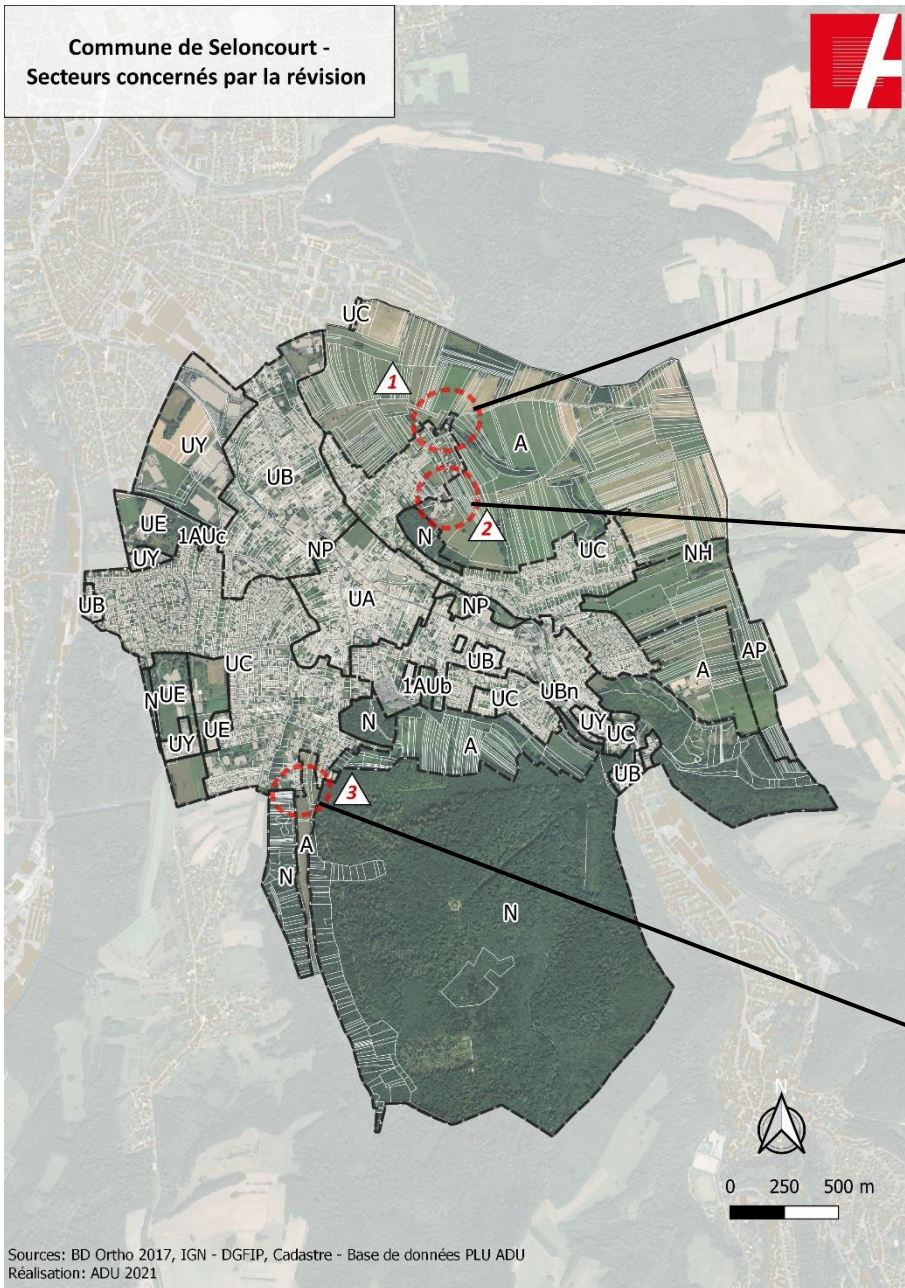 Commune de Seloncourt -
Secteurs concernés par la révision
UC
1
A
UY
UB
2
UE
1AUc
N
UC
UY
NP
NH
UB
UA
NP
UC
UB
AP
A
1AUb
UC
UBn
N
UE
N
UY
UE
UC
UY
A
UB
3
A
N
N
N
0 250 500 m
Sources: BD Ortho 2017, IGN - DGFIP, Cadastre - Base de données PLU ADU
Réalisation: ADU 2021